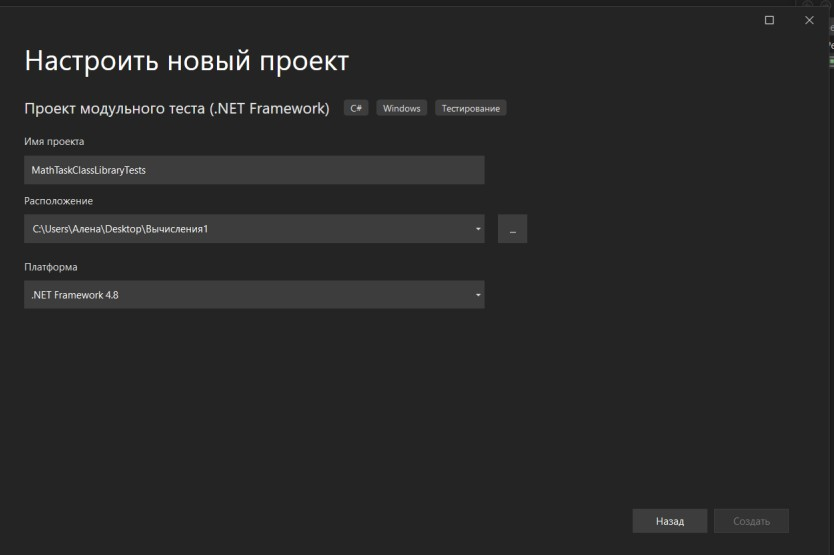 Настроить новый проект
Проект модульного теста (.NET Framework) C# Windows Тестирование
Имя проекта
MathTaskClassLibraryTests
Расположение
C:\Users\Алена\Desktop\Вычисления1
...
Платформа
.NET Framework 4.8
Назад Создать